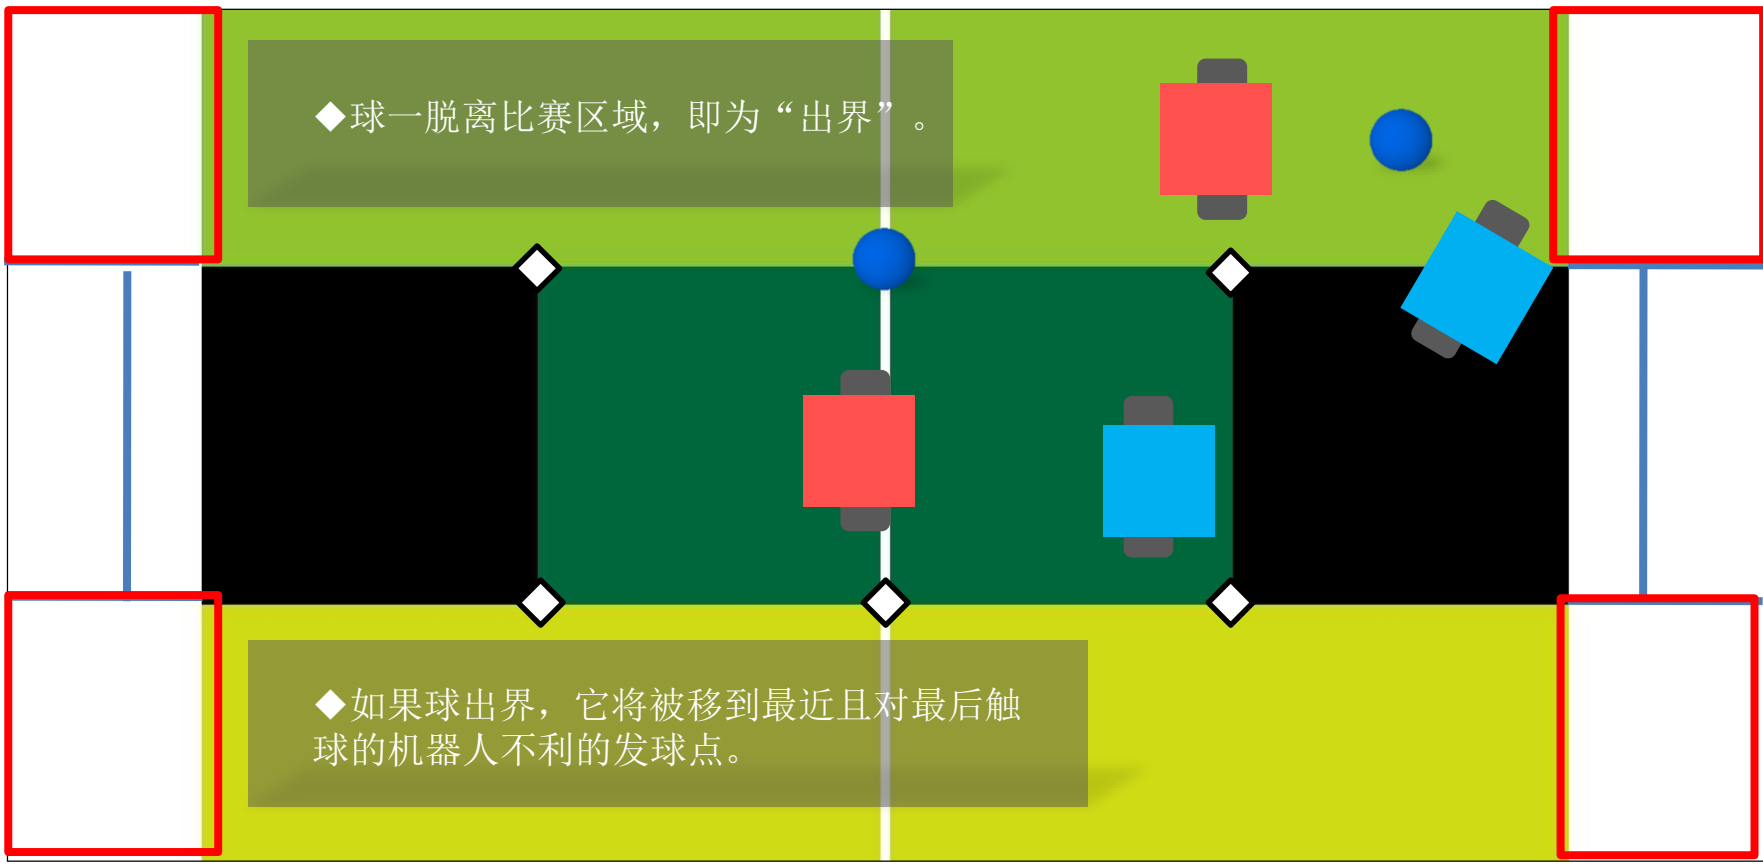 ◆球一脱离比赛区域，即为“出界”。
◆如果球出界，它将被移到最近且对最后触
球的机器人不利的发球点。